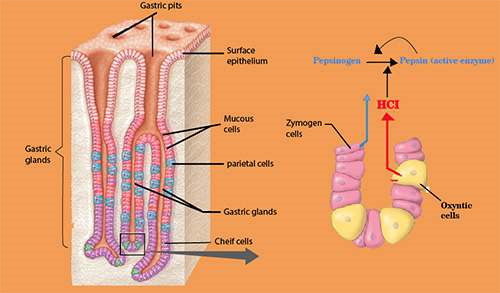 Gastric pits
Surface
epithelium
Gastric
glands
Mucous
cells
parietal cells
Gastric glands
Cheif cells
Pepsinogen
Pepsin (active enzyme)
HCI
Zymogen
cells
Oxyntic
cells